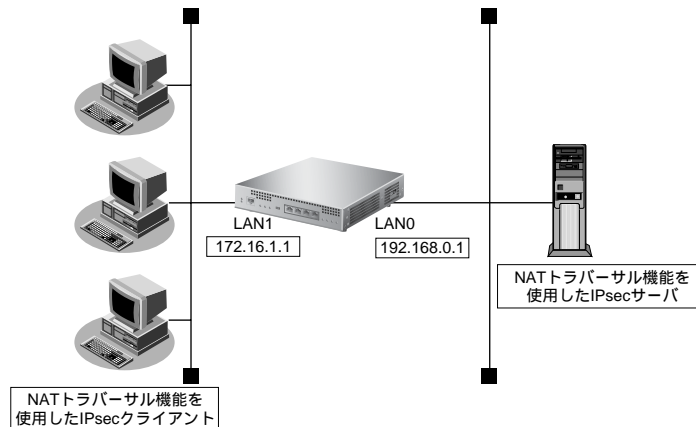 LAN1
172.16.1.1
LAN0
192.168.0.1
NATトラバーサル機能を
使用したIPsecサーバ
NATトラバーサル機能を
使用したIPsecクライアント